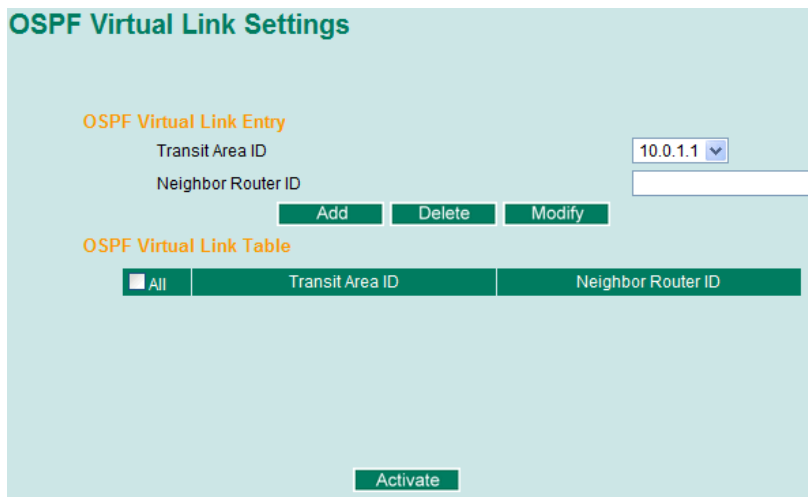 OSPF Virtual Link Settings
OSPF Virtual Link Entry
Transit Area ID 10.0.1.1
Neighbor Router ID
Add Delete Modify
OSPF Virtual Link Table
All Transit Area ID Neighbor Router ID
Activate